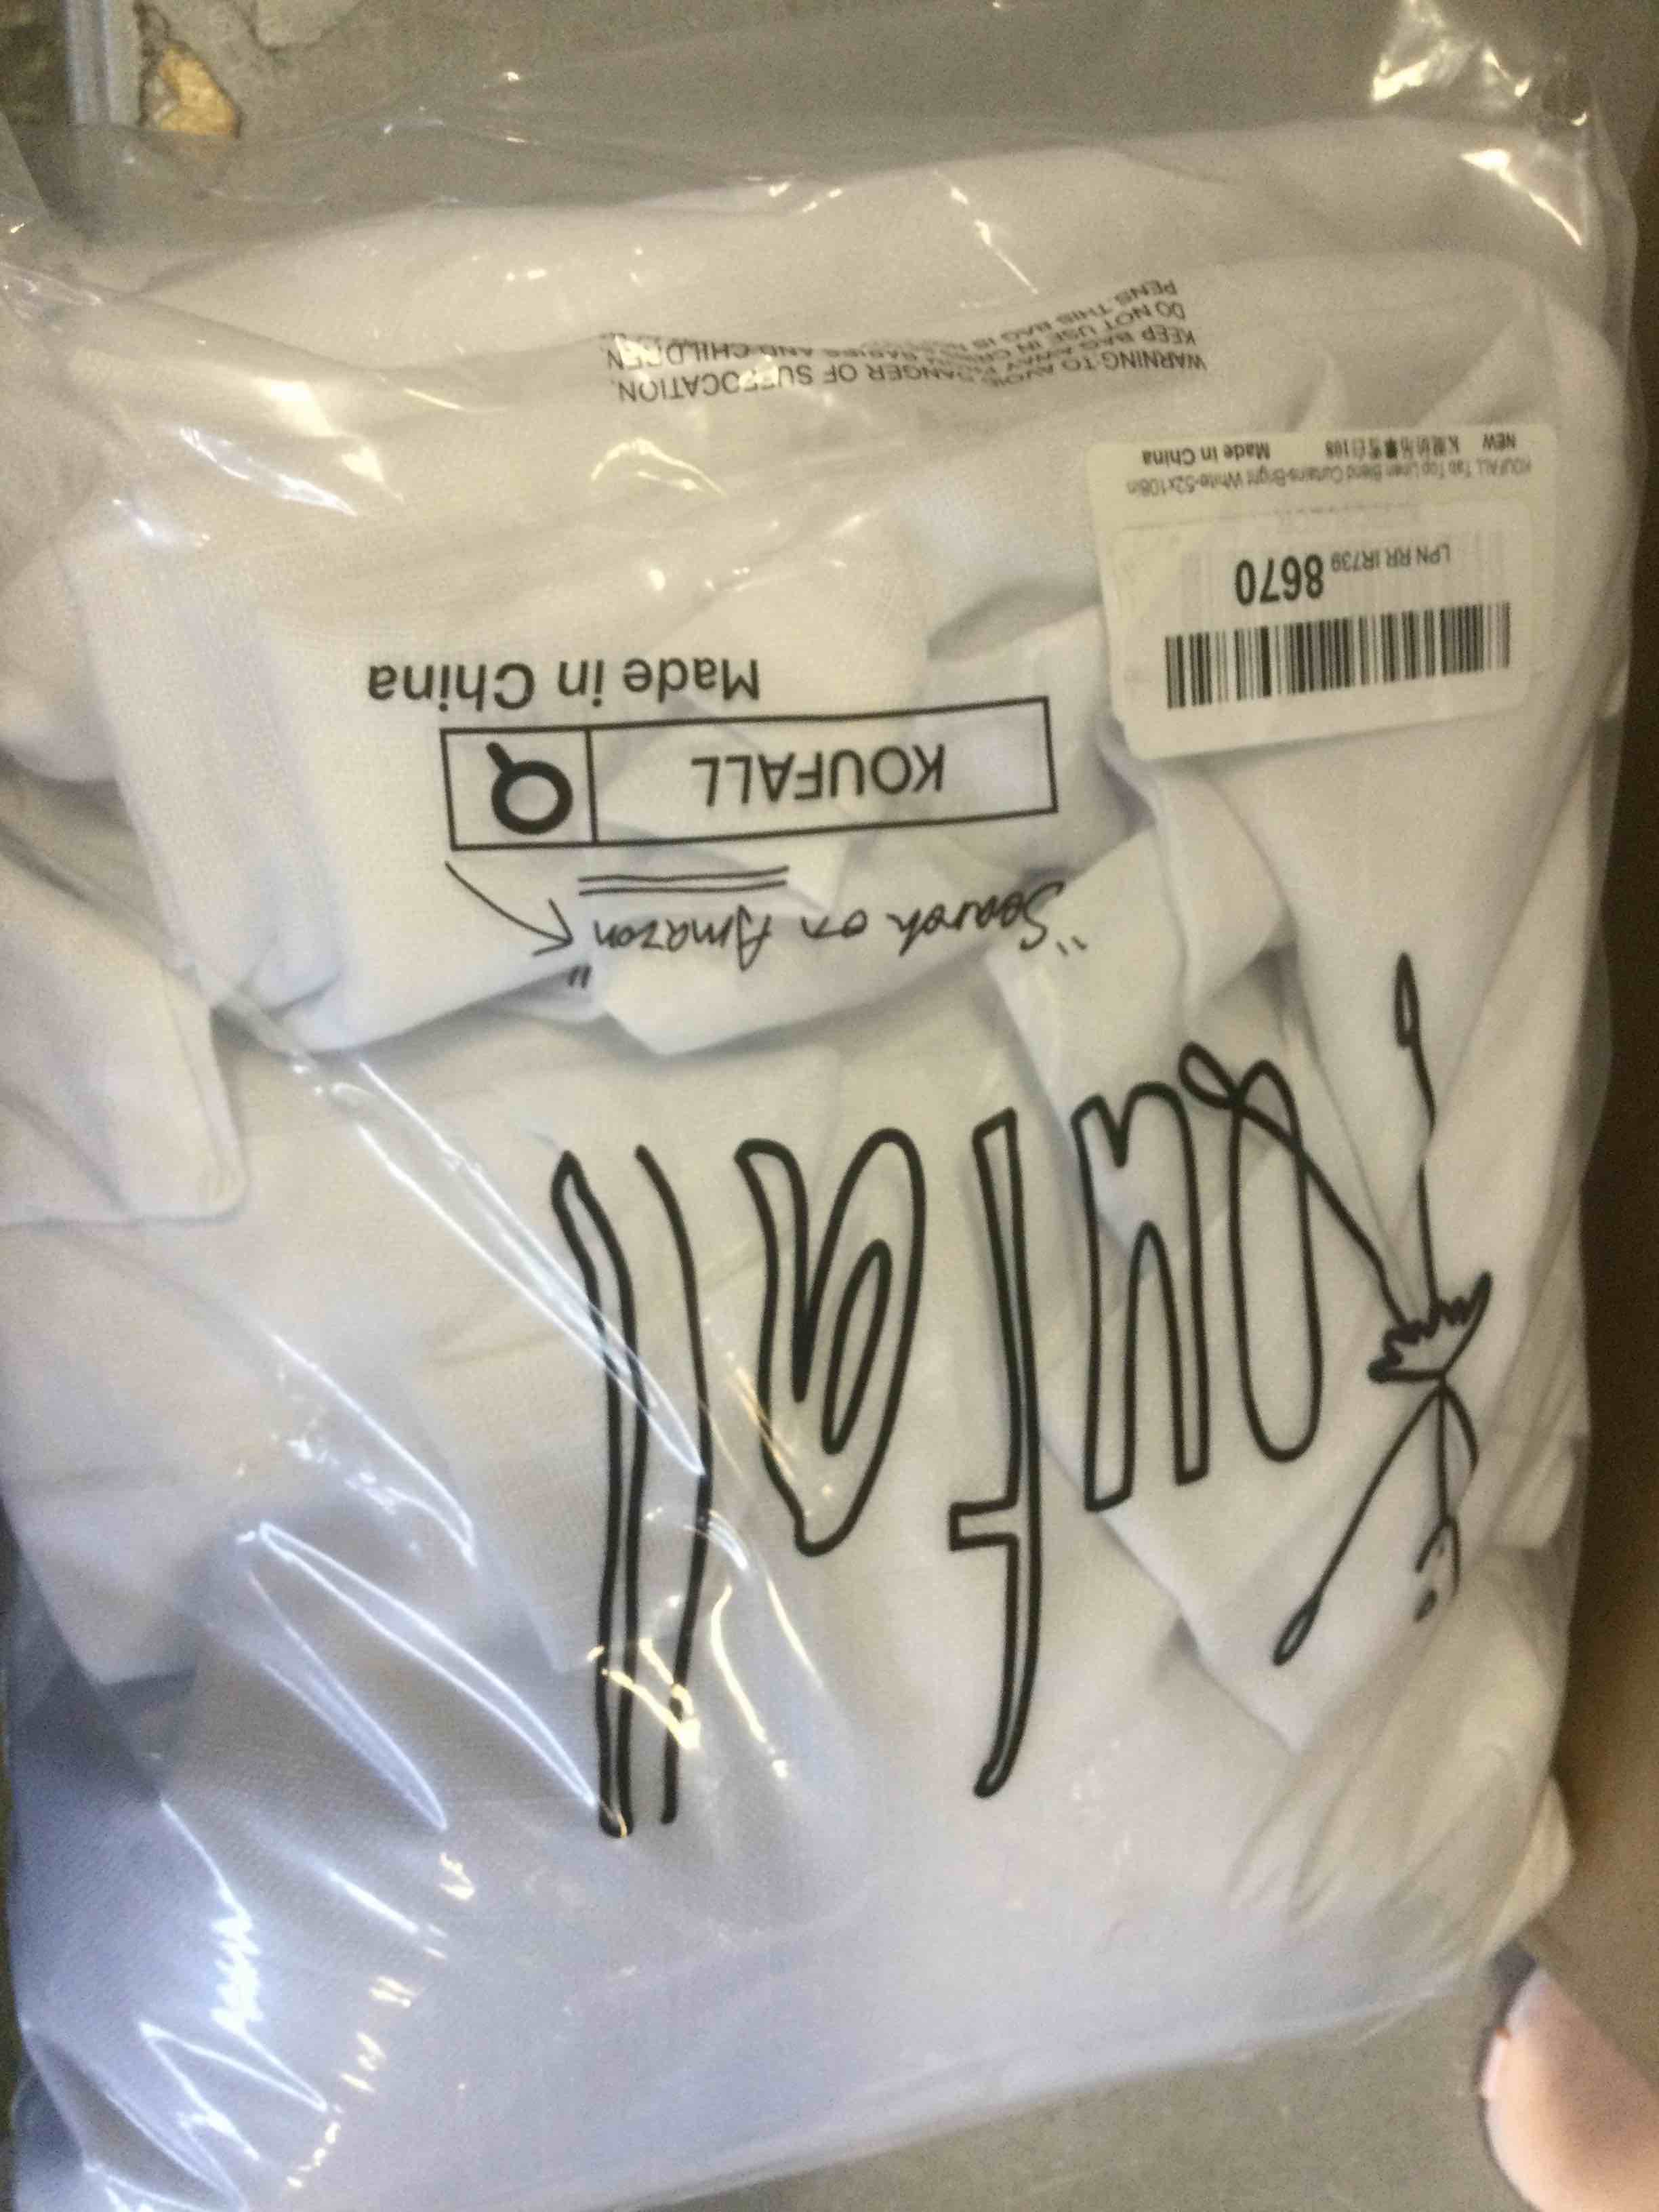 Koufall
"Search on Amazon"
KOUFALL
Made in China
LPN RR IR739 8670
KOUFALL Tab Top Linen Blend Curtains-Bright White-52x108in
NEW
108
Made in China
WARNING:TO AVOID DANGER OF SUFFOCATION,
KEEP BAG AWAY FROM BABIES AND CHILDREN.
DO NOT USE IN
THIS BAG IS
PENS THIS